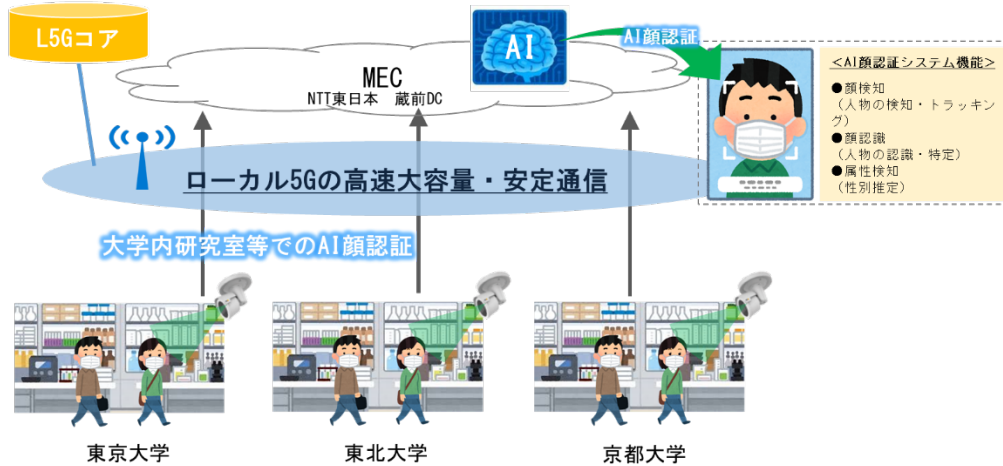 L5Gコア
AI
AI顔認証
MEC
NTT東日本　蔵前DC
<AI顔認証システム機能>
●顔検知
（人物の検知・トラッキン
グ）
●顔認識
（人物の認識・特定）
●属性検知
（性別推定）
ローカル5Gの高速大容量・安定通信
大学内研究室等でのAI顔認証
東京大学
東北大学
京都大学